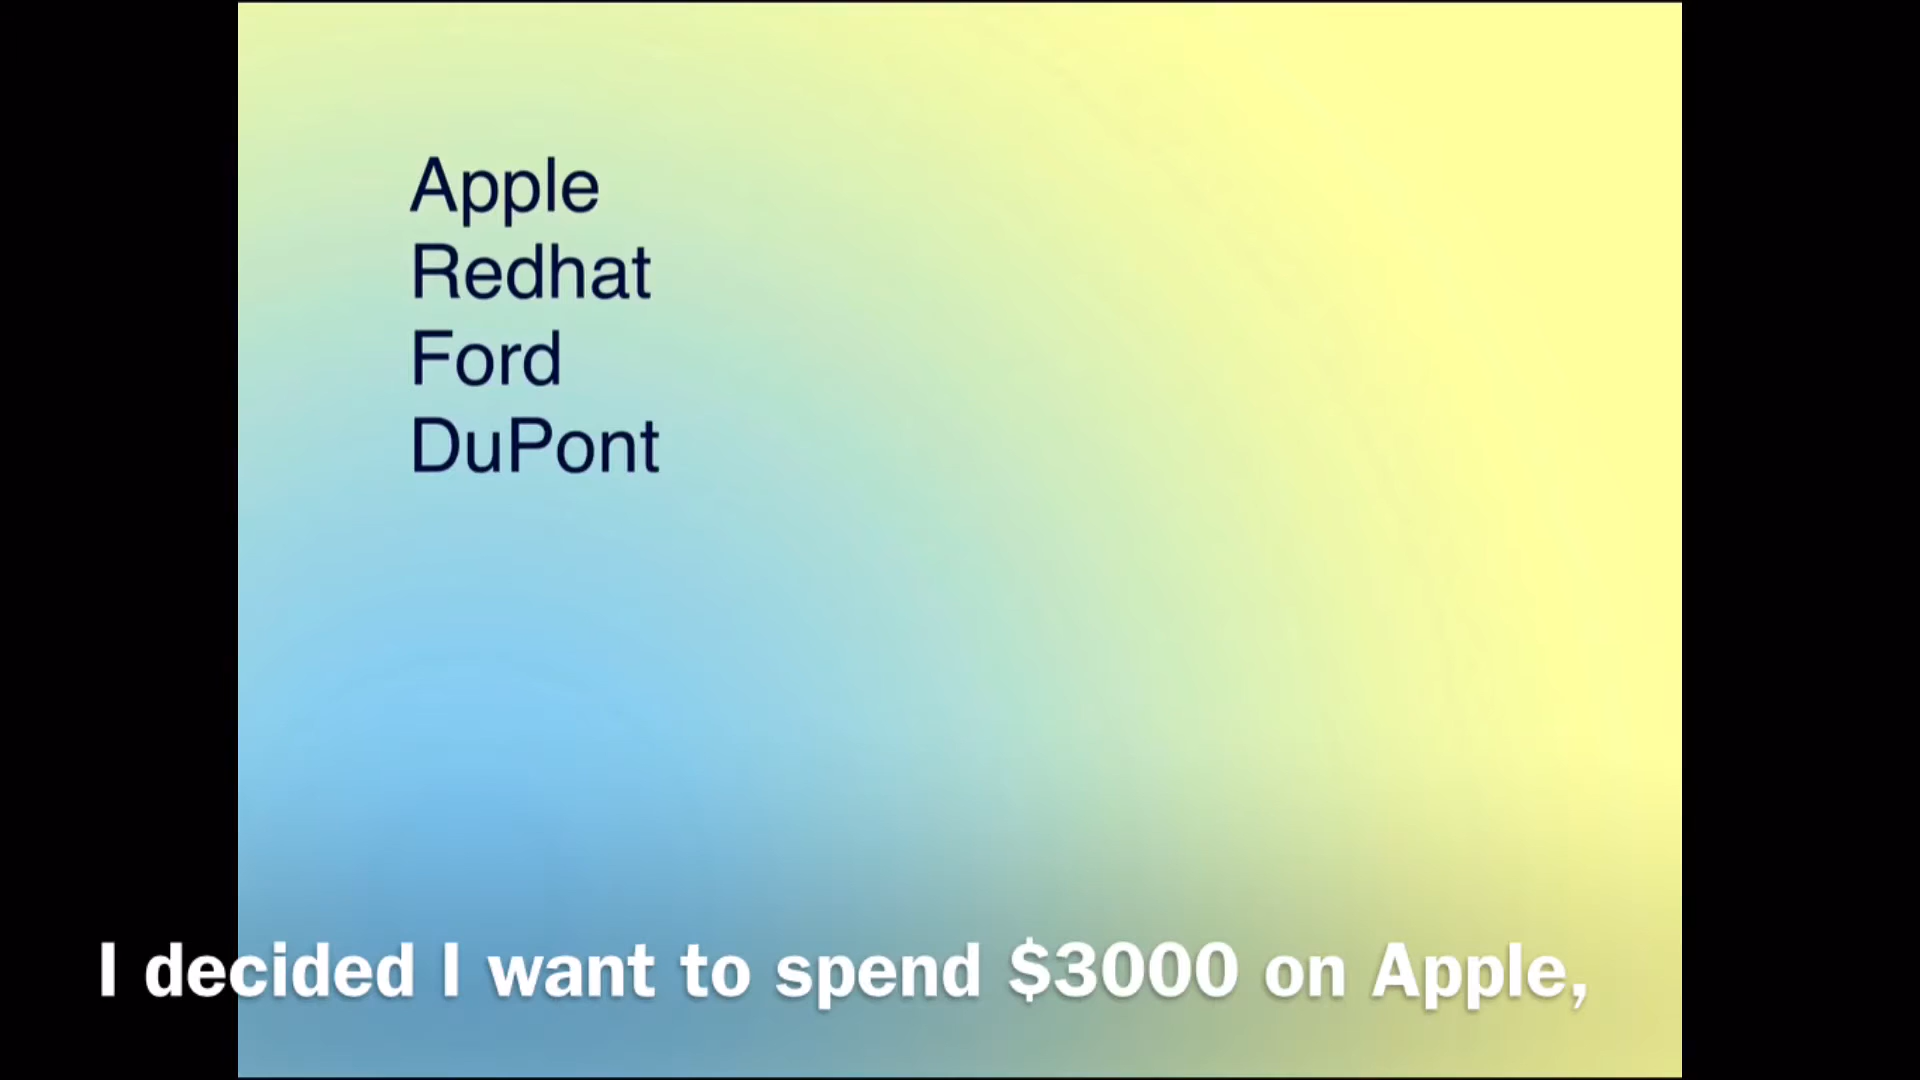 Apple
Redhat
Ford
DuPont
I decided I want to spend $3000 on Apple,